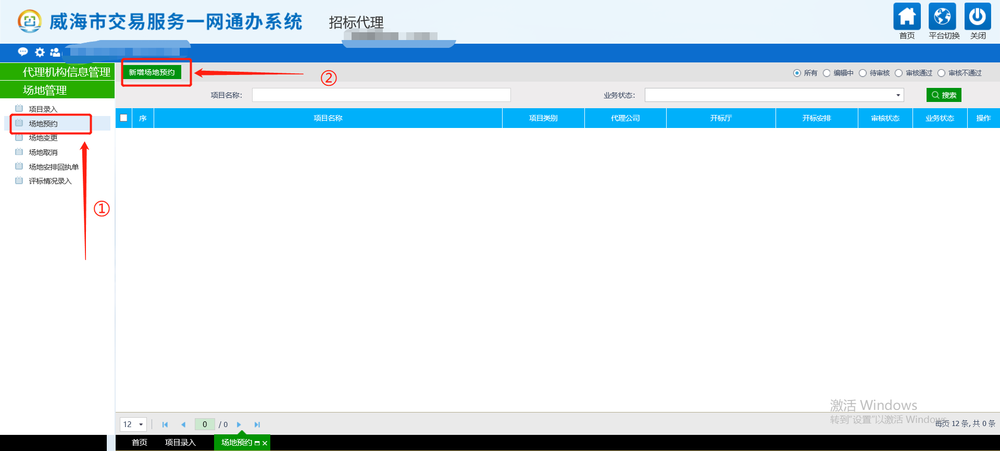 威海市交易服务一网通办系统
招标代理
首页
平台切换
关闭
代理机构信息管理
场地管理
项目录入
场地预约
场地变更
场地取消
场地安排回执单
评标情况录入
①
新增场地预约
②
所有 编辑中 待审核 审核通过 审核不通过
项目名称：
业务状态：
搜索
序 项目名称 项目类别 代理公司 开标厅 开标安排 审核状态 业务状态 操作
激活 Windows
转到"设置"以激活 Windows。
12
0 / 0
每页 12 条, 共 0 条
首页 项目录入 场地预约